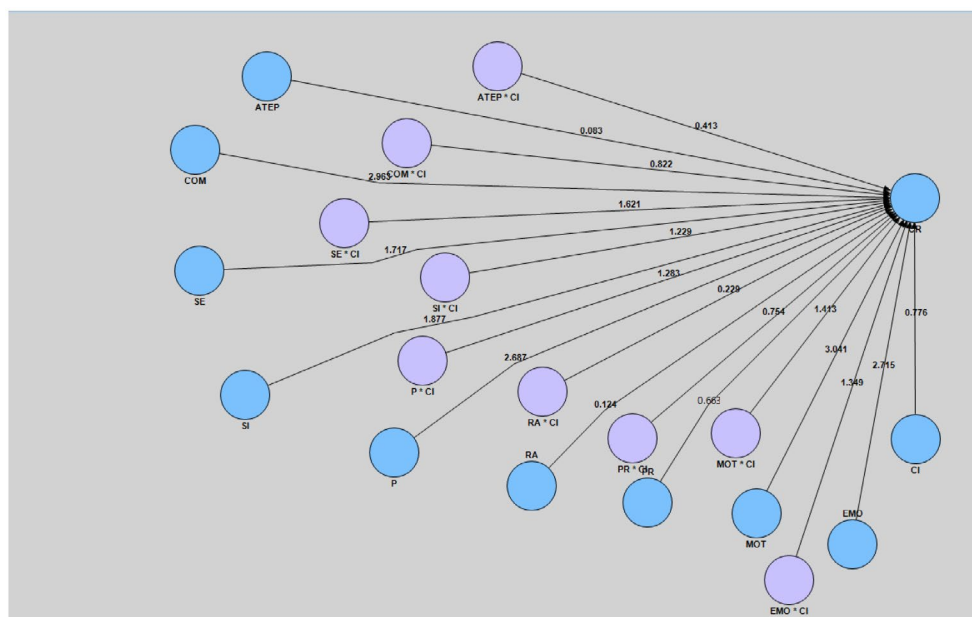 ATEP * CI
ATEP
0.413
0.083
COM * CI
0.822
COM
2.963
1.621
SE * CI
1.229
1.717
SE
SI * CI
1.283
0.229
1.877
0.754
1.413
0.776
2.687
3.041
2.715
P * CI
1.349
0.124
0.663
SI
RA * CI
RA
PR * CI
PR
MOT * CI
CI
P
MOT
EMO
EMO * CI